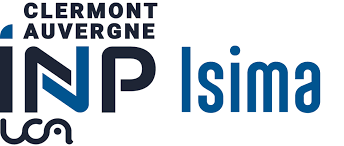 CLERMONT
AUVERGNE
INP Isima
UCA